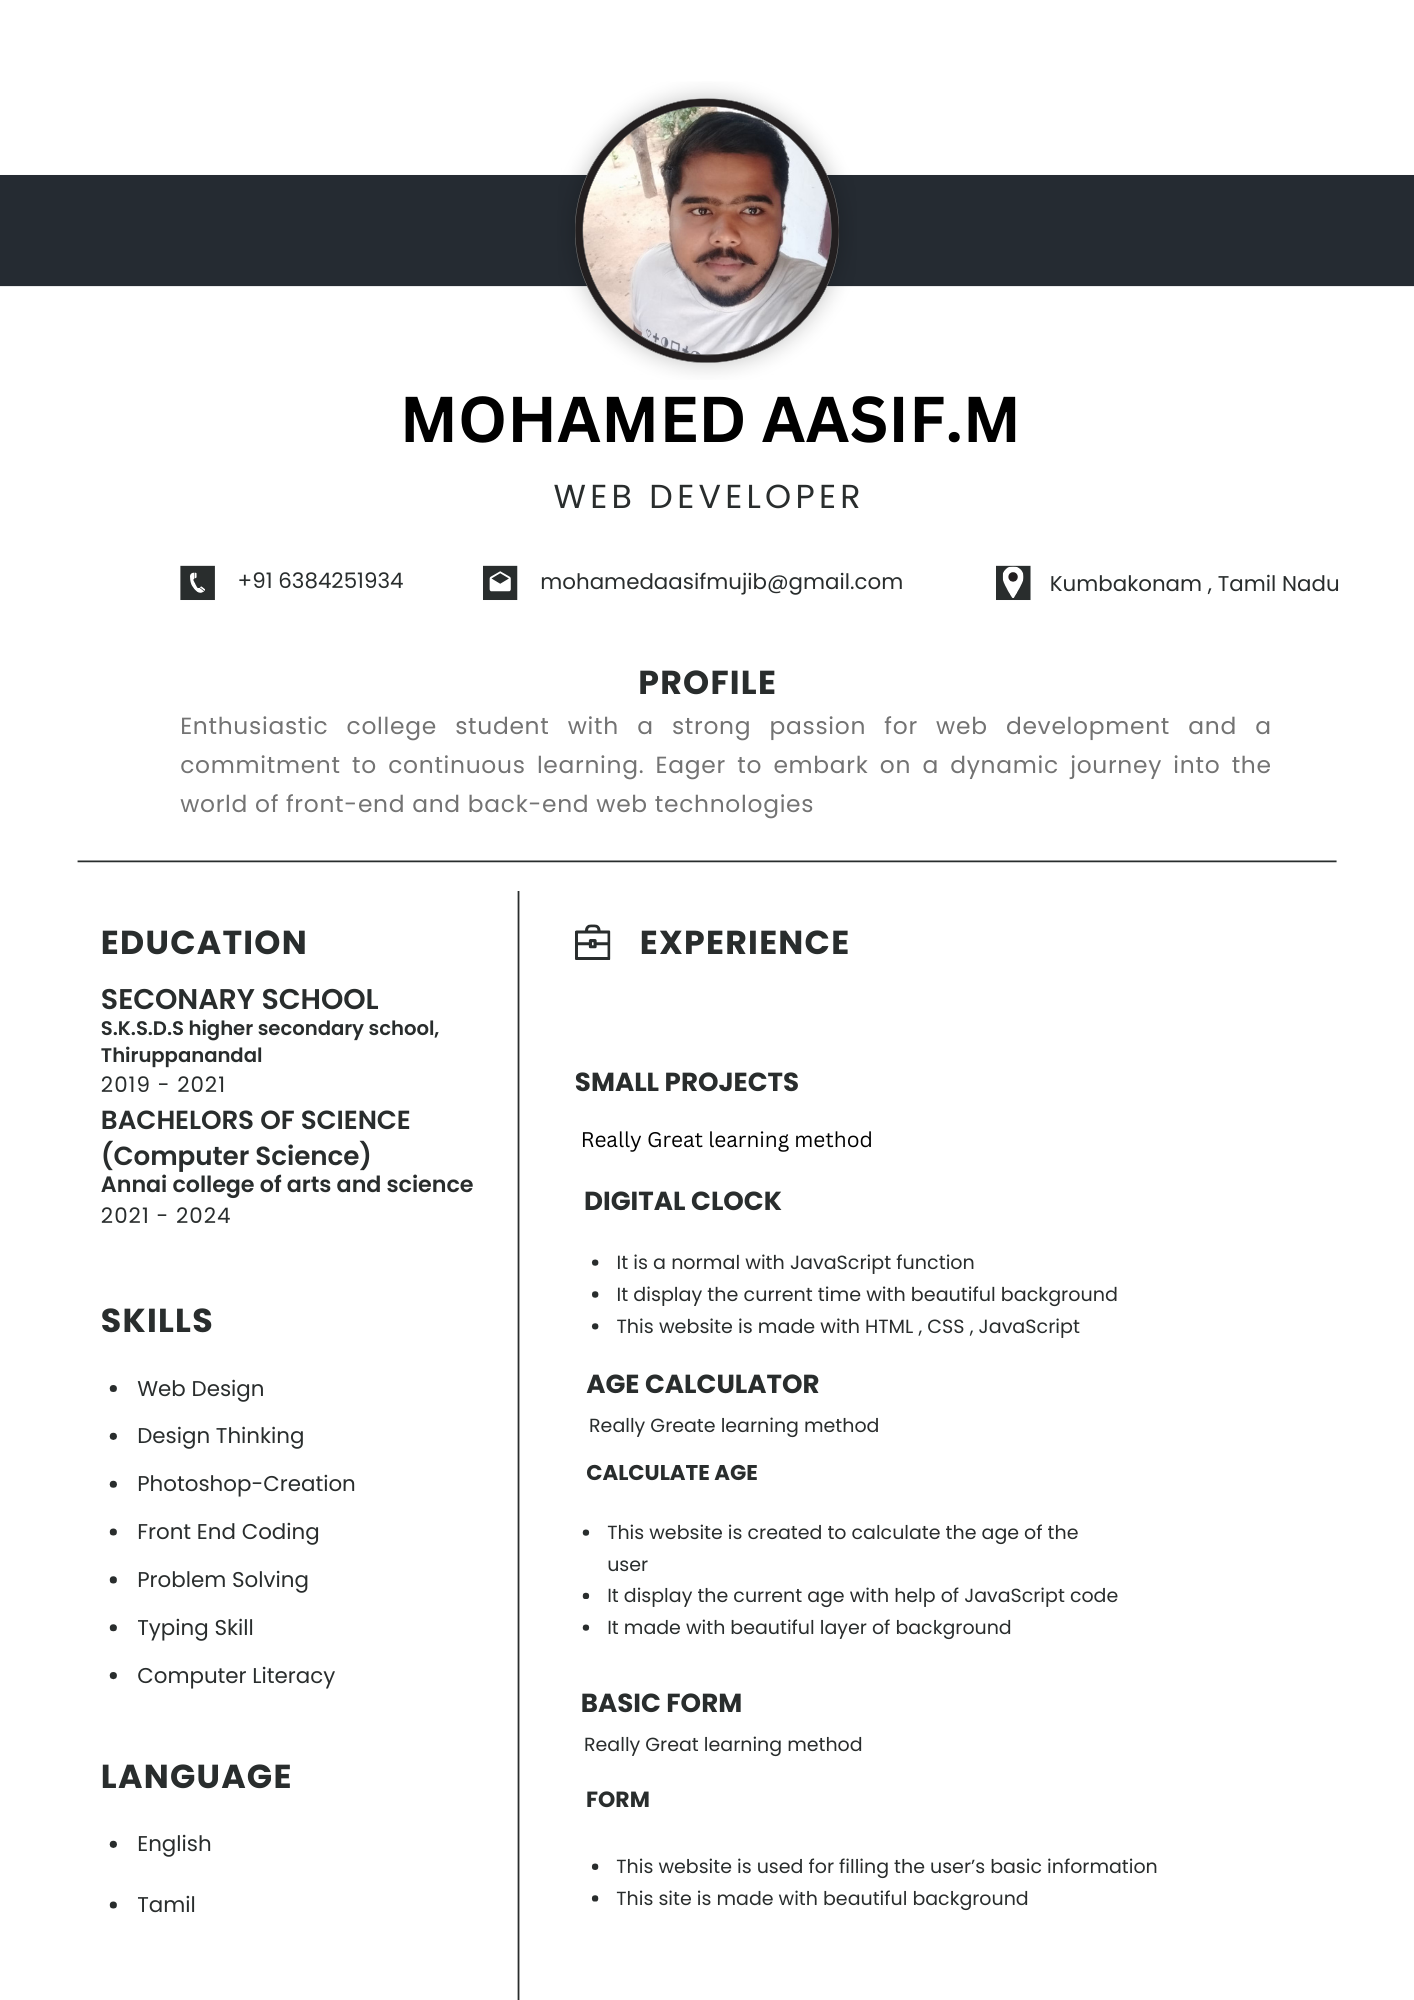 MOHAMED AASIF.M
WEB DEVELOPER
+91 6384251934
mohamedaasifmujib@gmail.com
Kumbakonam , Tamil Nadu
PROFILE
Enthusiastic college student with a strong passion for web development and a
commitment to continuous learning. Eager to embark on a dynamic journey into the
world of front-end and back-end web technologies
EDUCATION
SECONARY SCHOOL
S.K.S.D.S higher secondary school,
Thiruppanandal
2019 - 2021
BACHELORS OF SCIENCE
(Computer Science)
Annai college of arts and science
2021 - 2024
SKILLS
• Web Design
• Design Thinking
• Photoshop-Creation
• Front End Coding
• Problem Solving
• Typing Skill
• Computer Literacy
LANGUAGE
• English
• Tamil
EXPERIENCE
SMALL PROJECTS
Really Great learning method
DIGITAL CLOCK
• It is a normal with JavaScript function
• It display the current time with beautiful background
• This website is made with HTML , CSS , JavaScript
AGE CALCULATOR
Really Greate learning method
CALCULATE AGE
• This website is created to calculate the age of the
user
• It display the current age with help of JavaScript code
• It made with beautiful layer of background
BASIC FORM
Really Great learning method
FORM
• This website is used for filling the user’s basic information
• This site is made with beautiful background